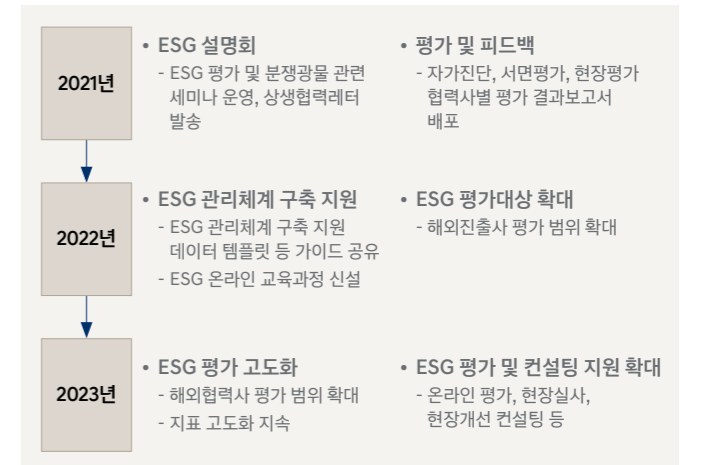 2021년
• ESG 설명회
- ESG 평가 및 분쟁광물 관련
세미나 운영, 상생협력레터
발송
• 평가 및 피드백
- 자가진단, 서면평가, 현장평가
협력사별 평가 결과보고서
배포
2022년
• ESG 관리체계 구축 지원
- ESG 관리체계 구축 지원
데이터 템플릿 등 가이드 공유
- ESG 온라인 교육과정 신설
• ESG 평가대상 확대
- 해외진출사 평가 범위 확대
2023년
• ESG 평가 고도화
- 해외협력사 평가 범위 확대
- 지표 고도화 지속
• ESG 평가 및 컨설팅 지원 확대
- 온라인 평가, 현장실사,
현장개선 컨설팅 등